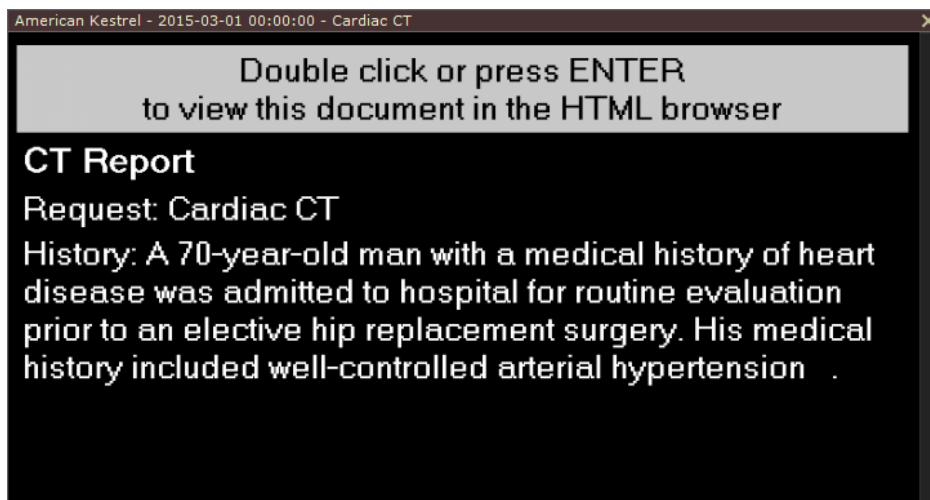 American Kestrel - 2015-03-01 00:00:00 - Cardiac CT
Double click or press ENTER
to view this document in the HTML browser
CT Report
Request: Cardiac CT
History: A 70-year-old man with a medical history of heart
disease was admitted to hospital for routine evaluation
prior to an elective hip replacement surgery. His medical
history included well-controlled arterial hypertension .